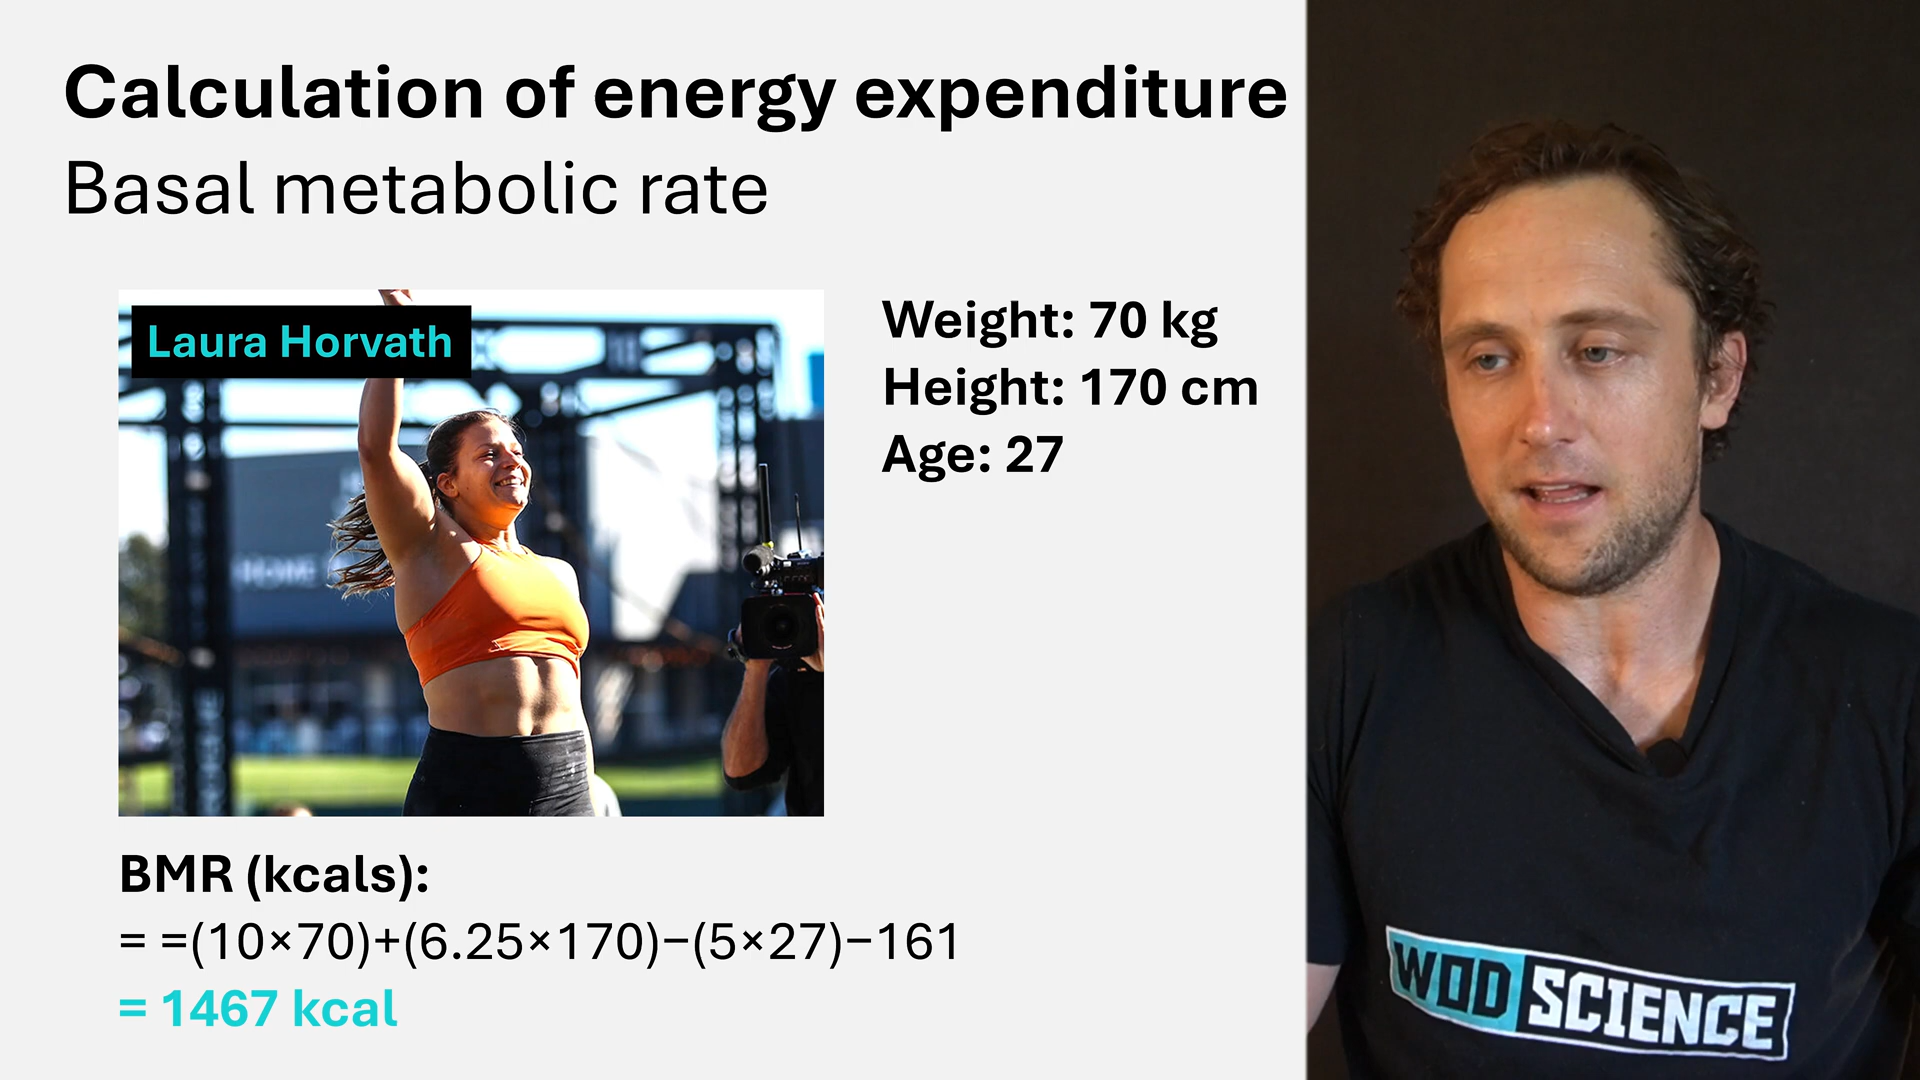 Calculation of energy expenditure
Basal metabolic rate
Laura Horvath
Weight: 70 kg
Height: 170 cm
Age: 27
HOME
BMR (kcals):
= =(10×70)+(6.25×170)−(5×27)−161
= 1467 kcal
WOD SCIENCE